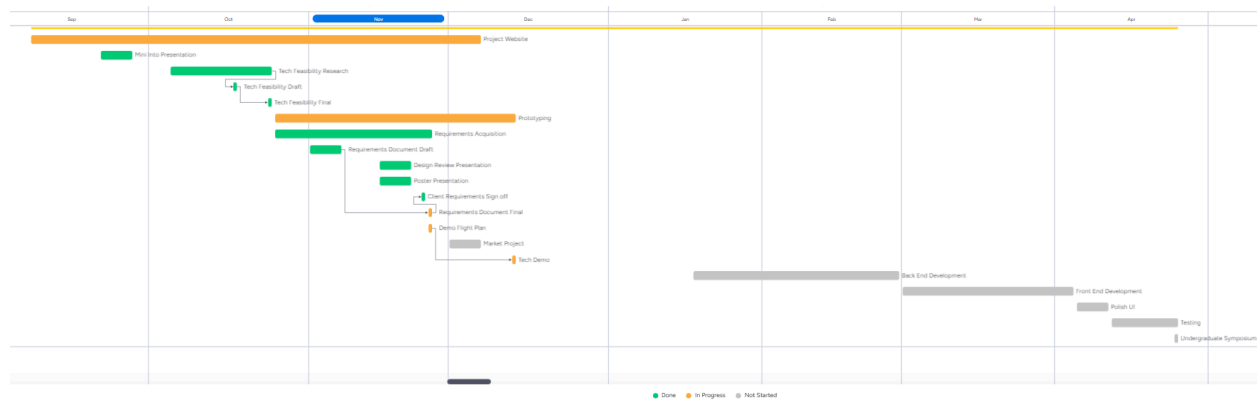 Sep Oct Nov Dec Jan Feb Mar Apr
Project Website
Mini Into Presentation
Tech Feasibility Research
Tech Feasibility Draft
Tech Feasibility Final
Prototyping
Requirements Acquisition
Requirements Document Draft
Design Review Presentation
Poster Presentation
Client Requirements Sign off
Requirements Document Final
Demo Flight Plan
Market Project
Tech Demo
Back End Development
Front End Development
Polish UI
Testing
Undergraduate Symposium
Done In Progress Not Started